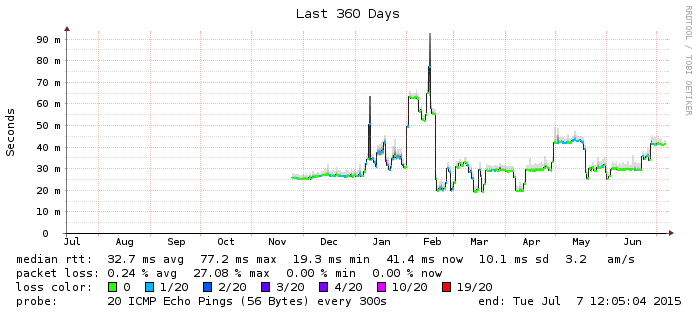 Last 360 Days
RRDTOOL / TOBI OETIKER
Seconds
90 m
80 m
70 m
60 m
50 m
40 m
30 m
20 m
10 m
0
Jul Aug Sep Oct Nov Dec Jan Feb Mar Apr May Jun
median rtt: 32.7 ms avg 77.2 ms max 19.3 ms min 41.4 ms now 10.1 ms sd 3.2 am/s
packet loss: 0.24 % avg 27.08 % max 0.00 % min 0.00 % now
loss color: 0 1/20 2/20 3/20 4/20 10/20 19/20
probe: 20 ICMP Echo Pings (56 Bytes) every 300s end: Tue Jul 7 12:05:04 2015